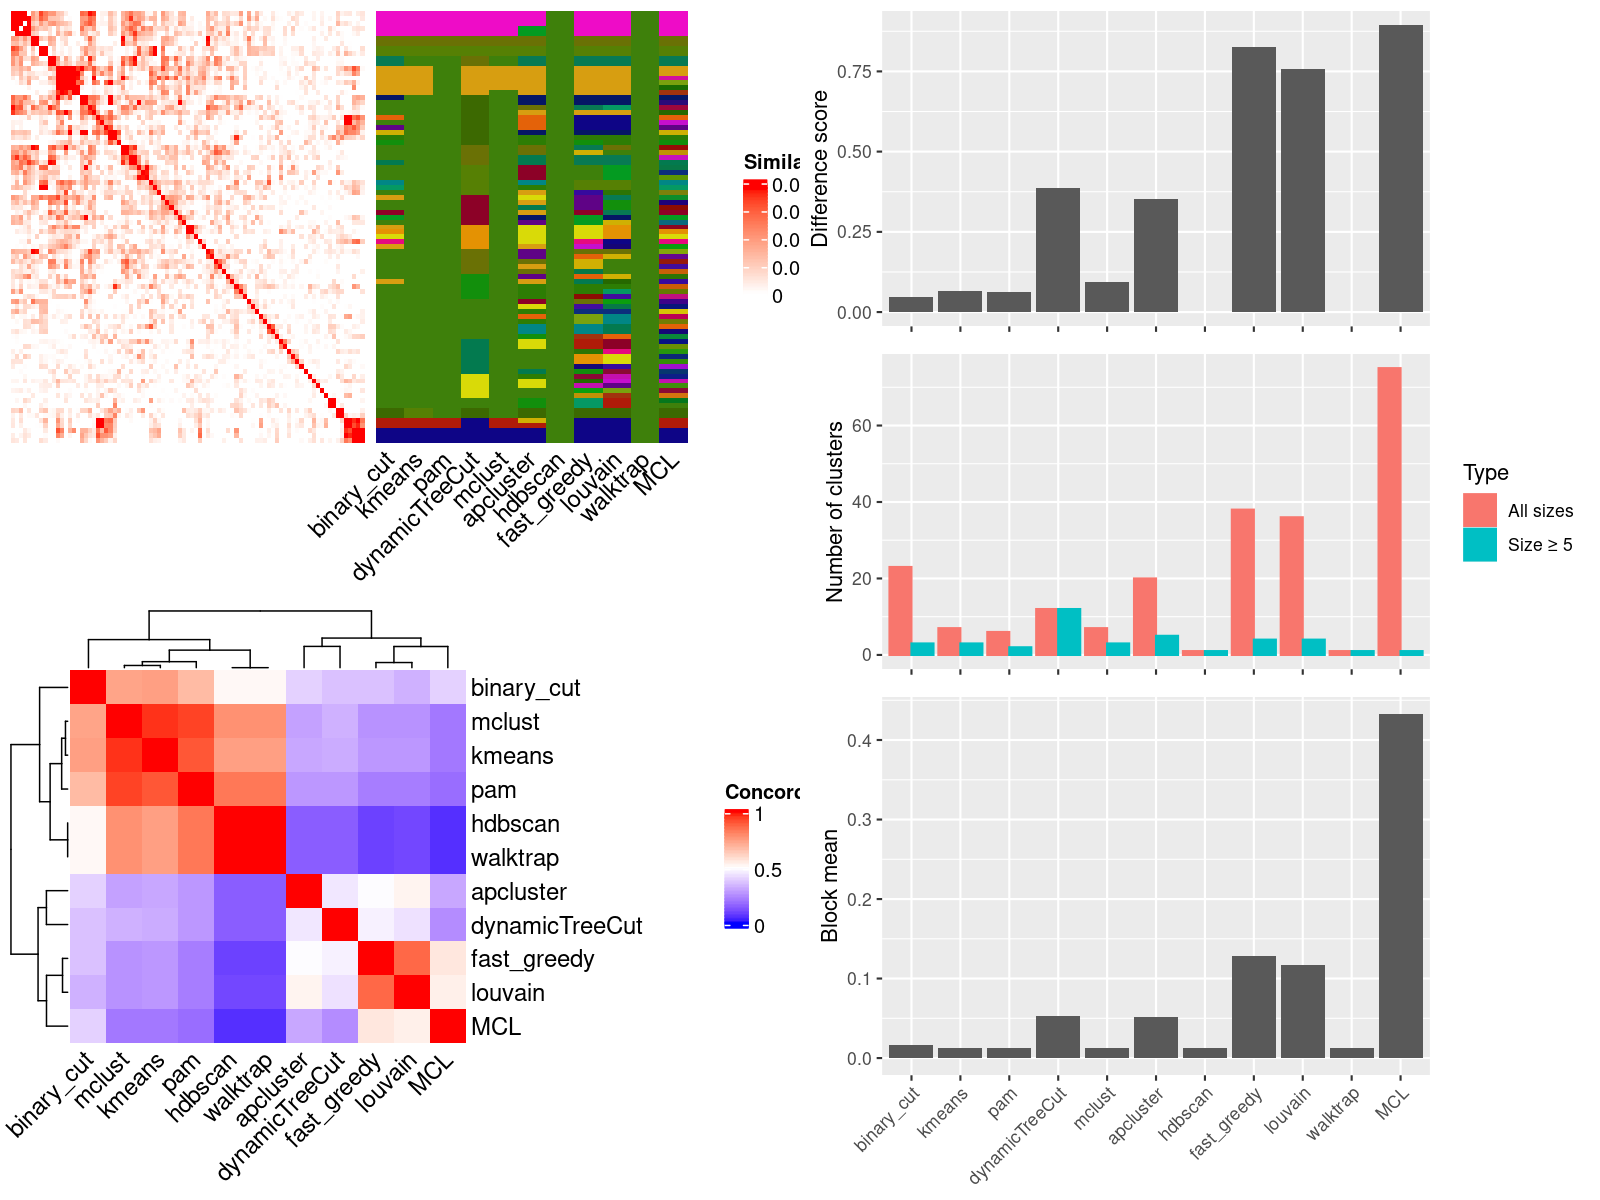 Simila
0.0
0.0
0.0
0.0
0
binary_cut
kmeans
pam
dynamicTreeCut
mclust
apcluster
hdbscan
fast_greedy
louvain
walktrap
MCL
binary_cut
mclust
kmeans
pam
hdbscan
walktrap
apcluster
dynamicTreeCut
fast_greedy
louvain
MCL
binary_cut
mclust
kmeans
pam
hdbscan
walktrap
apcluster
dynamicTreeCut
fast_greedy
louvain
MCL
Concord
1
0.5
0
Difference score
0.75
0.50
0.25
0.00
Number of clusters
60
40
20
0
Type
All sizes
Size ≥ 5
Block mean
0.4
0.3
0.2
0.1
0.0
binary_cut
kmeans
pam
dynamicTreeCut
mclust
apcluster
hdbscan
fast_greedy
louvain
walktrap
MCL